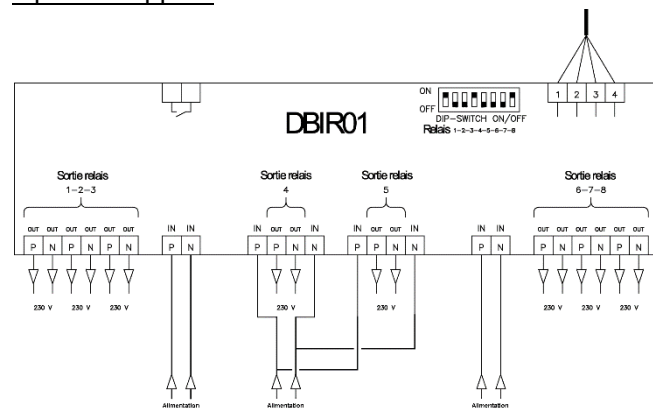 ON
OFF
DIP-SWITCH ON/OFF
Relais 1-2-3-4-5-6-7-8
1 2 3 4
DBIR01
Sortie relais
1-2-3
Sortie relais
4
Sortie relais
5
Sortie relais
6-7-8
OUT OUT OUT OUT OUT OUT
P N P N P N
230 V 230 V 230 V
IN IN
P N
IN OUT OUT IN
P P N N
230 V
IN OUT OUT IN
P P N N
230 V
IN IN
P N
OUT OUT OUT OUT OUT OUT
P N P N P N
230 V 230 V 230 V
Alimentation
Alimentation
Alimentation